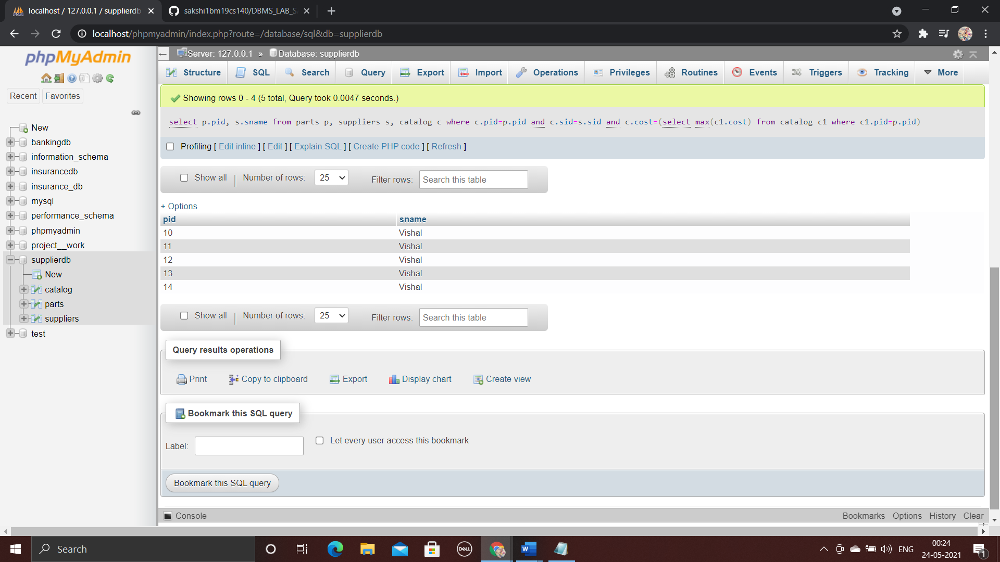 localhost / 127.0.0.1 / supplierdb
sakshi1bm19cs140/DBMS_LAB_S
localhost/phpmyadmin/index.php?route=/database/sql&db=supplierdb
phpMyAdmin
Recent Favorites
New
bankingdb
information_schema
insurancedb
insurance_db
mysql
performance_schema
phpmyadmin
project__work
supplierdb
New
catalog
parts
suppliers
test
Server: 127.0.0.1 » Database: supplierdb
Structure SQL Search Query Export Import Operations Privileges Routines Events Triggers Tracking More
Showing rows 0 - 4 (5 total, Query took 0.0047 seconds.)
select p.pid, s.sname from parts p, suppliers s, catalog c where c.pid=p.pid and c.sid=s.sid and c.cost=(select max(c1.cost) from catalog c1 where c1.pid=p.pid)
Profiling [ Edit inline ] [ Edit ] [ Explain SQL ] [ Create PHP code ] [ Refresh ]
Show all Number of rows: 25 Filter rows: Search this table
+ Options
pid sname
10 Vishal
11 Vishal
12 Vishal
13 Vishal
14 Vishal
Show all Number of rows: 25 Filter rows: Search this table
Query results operations
Print Copy to clipboard Export Display chart Create view
Bookmark this SQL query
Label: Let every user access this bookmark
Bookmark this SQL query
Console Bookmarks Options History Clear
Search
DELL
W
ENG
00:24
24-05-2021
1